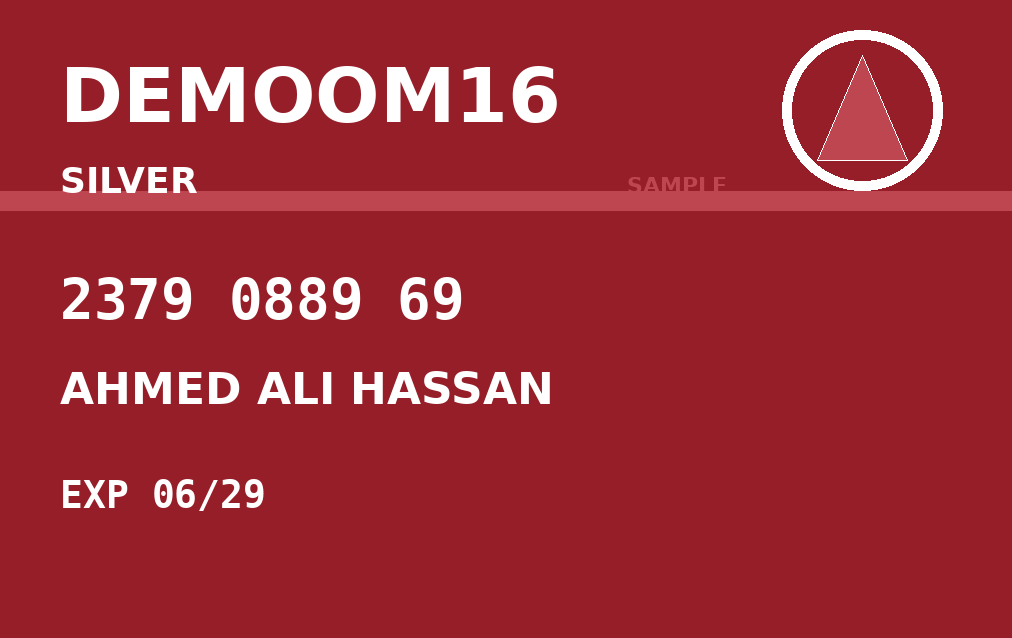 DEMOOM16
SILVER
SAMPLE
2379 0889 69
AHMED ALI HASSAN
EXP 06/29